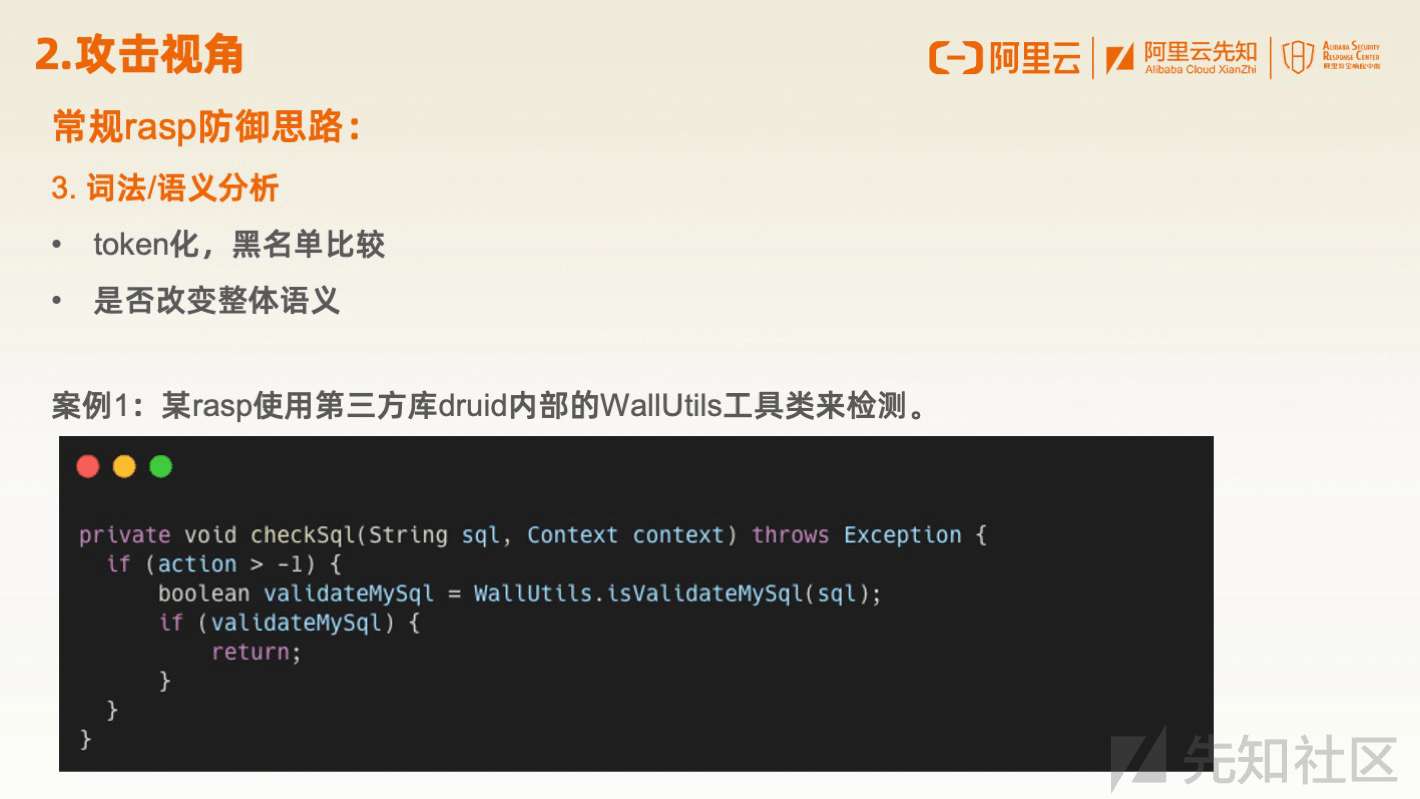 2.攻击视角
阿里云
阿里云先知
Alibaba Cloud XianZhi
ALIBABA SECURITY
RESPONSE CENTER
阿里安全响应中心
常规rasp防御思路：
3. 词法/语义分析
• token化，黑名单比较
• 是否改变整体语义
案例1：某rasp使用第三方库druid内部的WallUtils工具类来检测。
private void checkSql(String sql, Context context) throws Exception {
  if (action > -1) {
      boolean validateMySql = WallUtils.isValidateMySql(sql);
      if (validateMySql) {
          return;
      }
  }
}
先知社区